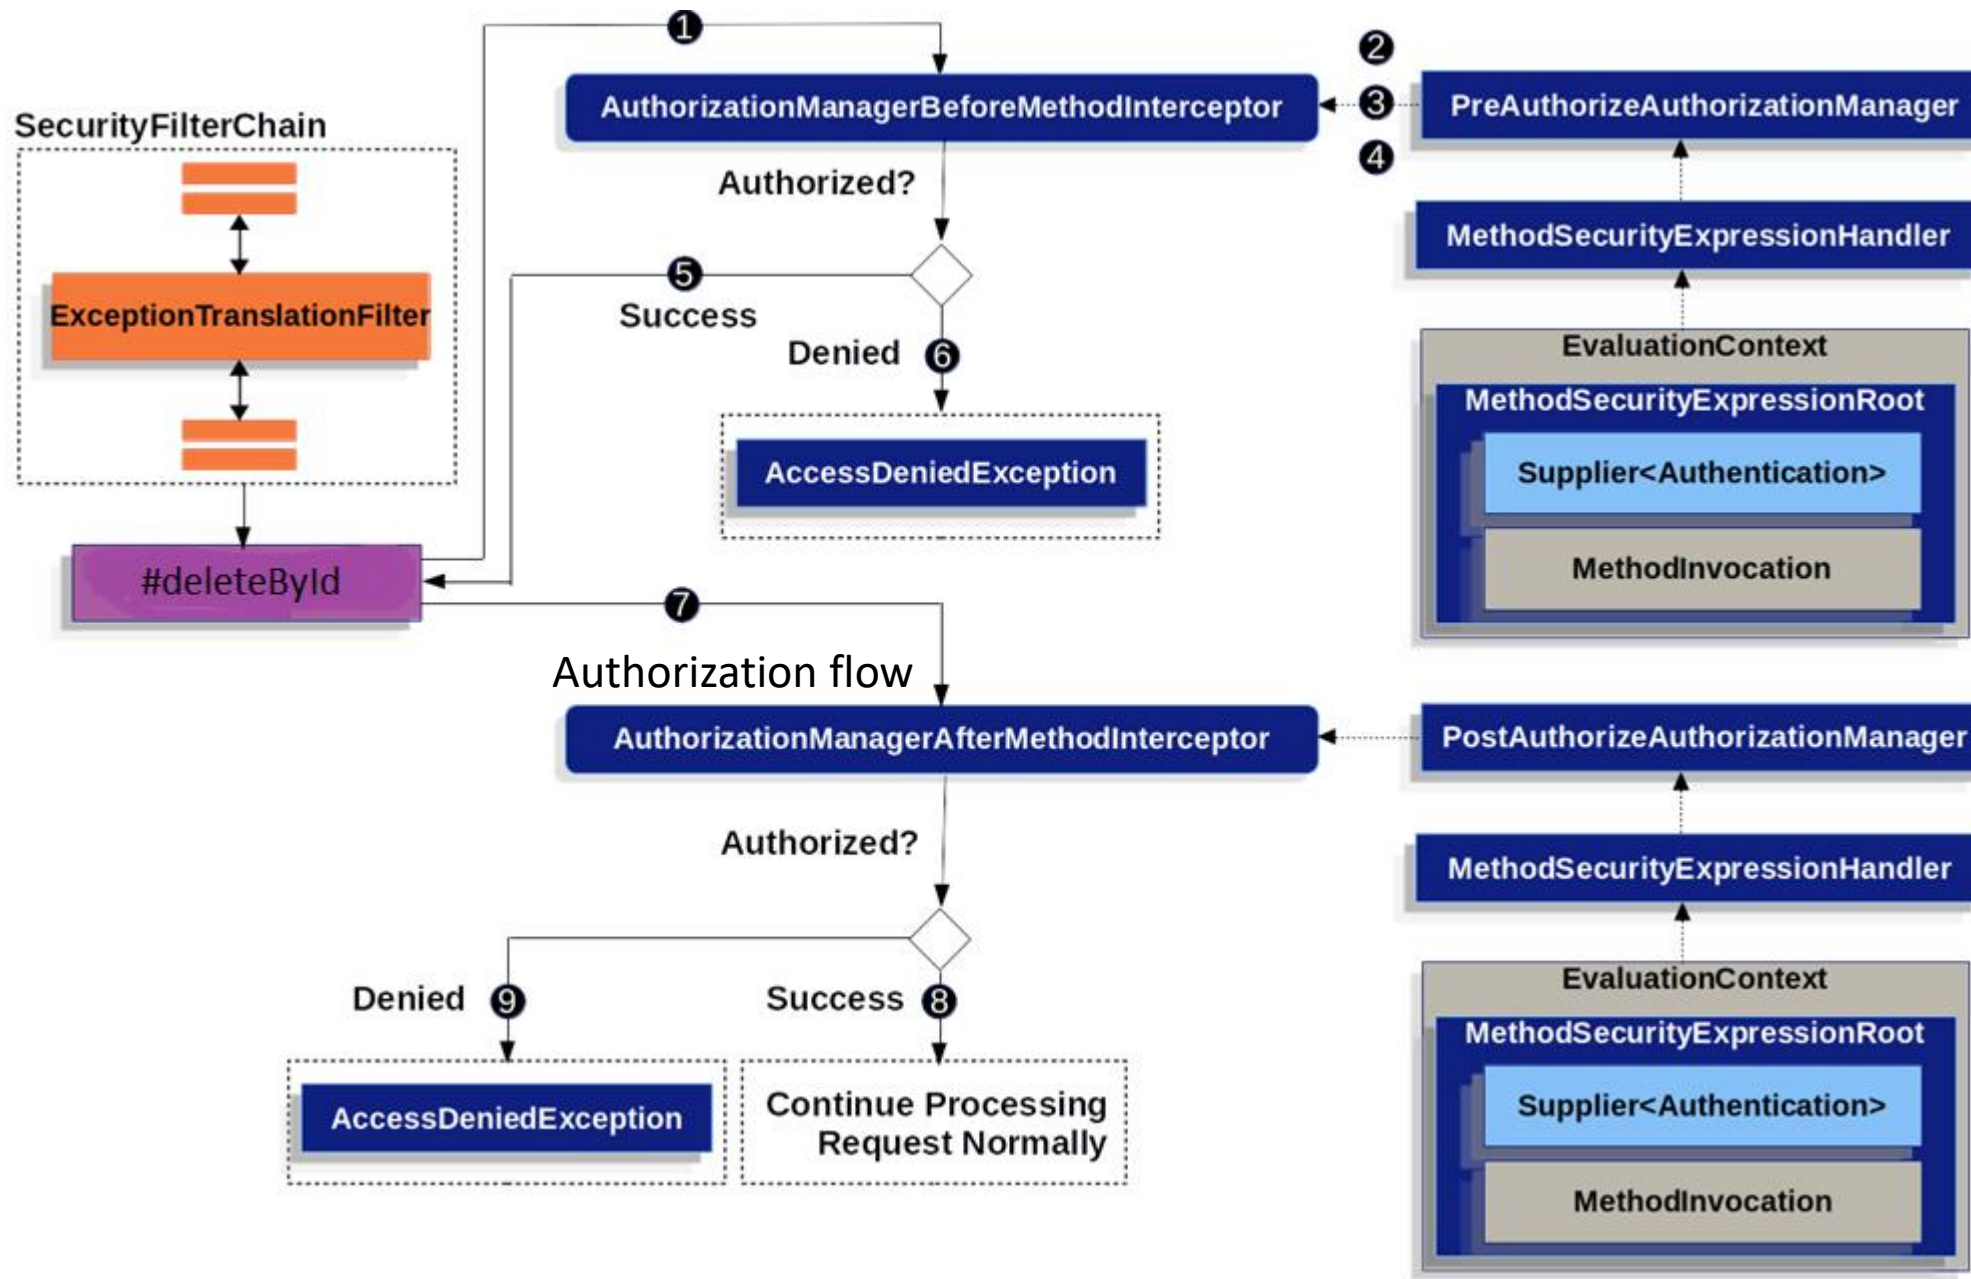 1
2
AuthorizationManagerBeforeMethodInterceptor
3
PreAuthorizeAuthorizationManager
SecurityFilterChain
4
Authorized?
MethodSecurityExpressionHandler
5
Success
ExceptionTranslationFilter
Denied
6
EvaluationContext
MethodSecurityExpressionRoot
AccessDeniedException
Supplier<Authentication>
MethodInvocation
#deleteById
7
Authorization flow
AuthorizationManagerAfterMethodInterceptor
PostAuthorizeAuthorizationManager
Authorized?
MethodSecurityExpressionHandler
EvaluationContext
MethodSecurityExpressionRoot
Denied
9
Success
8
AccessDeniedException
Continue Processing
Request Normally
Supplier<Authentication>
MethodInvocation